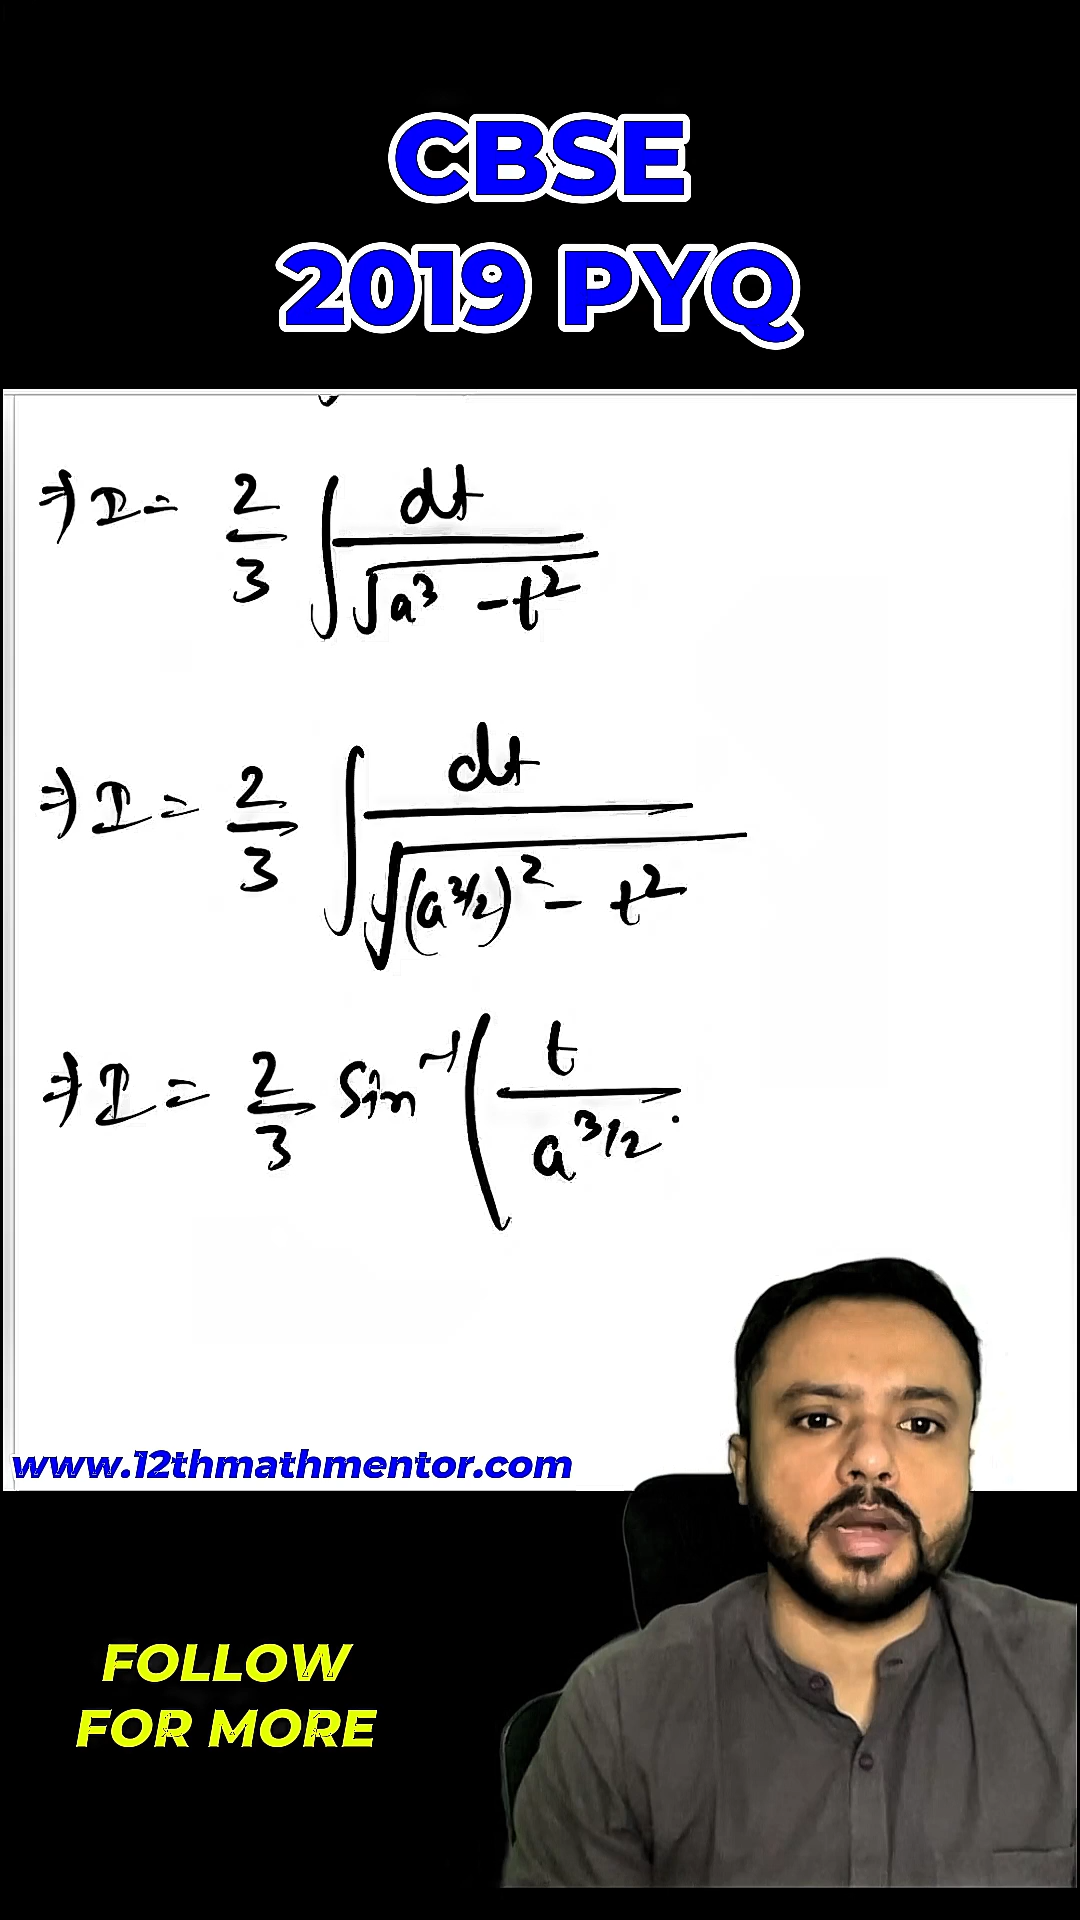 CBSE
2019 PYQ
⇒ I = 2/3 ∫ dt / √(a³ - t²)
⇒ I = 2/3 ∫ dt / √((a^(3/2))² - t²)
⇒ I = 2/3 Sin⁻¹ ( t / a^(3/2)
www.12thmathmentor.com
FOLLOW
FOR MORE